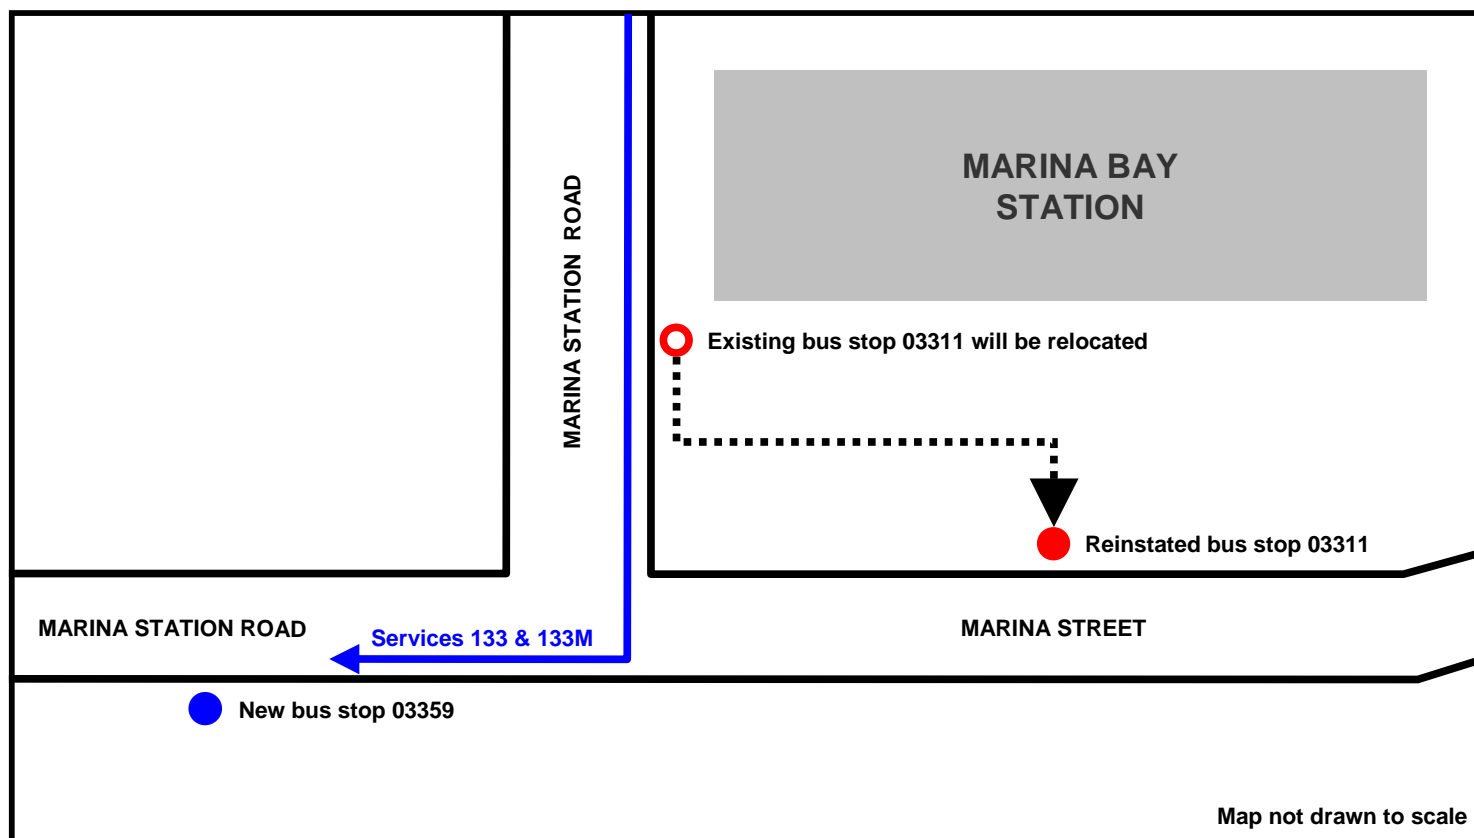 MARINA BAY
STATION
MARINA STATION ROAD
Existing bus stop 03311 will be relocated
Reinstated bus stop 03311
MARINA STATION ROAD
Services 133 & 133M
MARINA STREET
New bus stop 03359
Map not drawn to scale